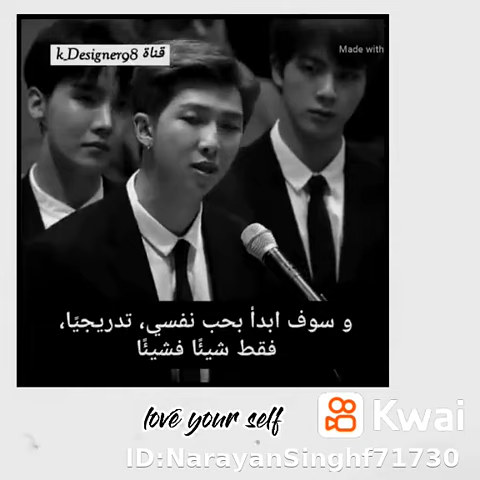 k_Designer98 قناة
Made with
و سوف ابدأ بحب نفسي، تدريجيًا،
فقط شيئًا فشيئًا
love your self
Kwai
ID:NarayanSinghf71730